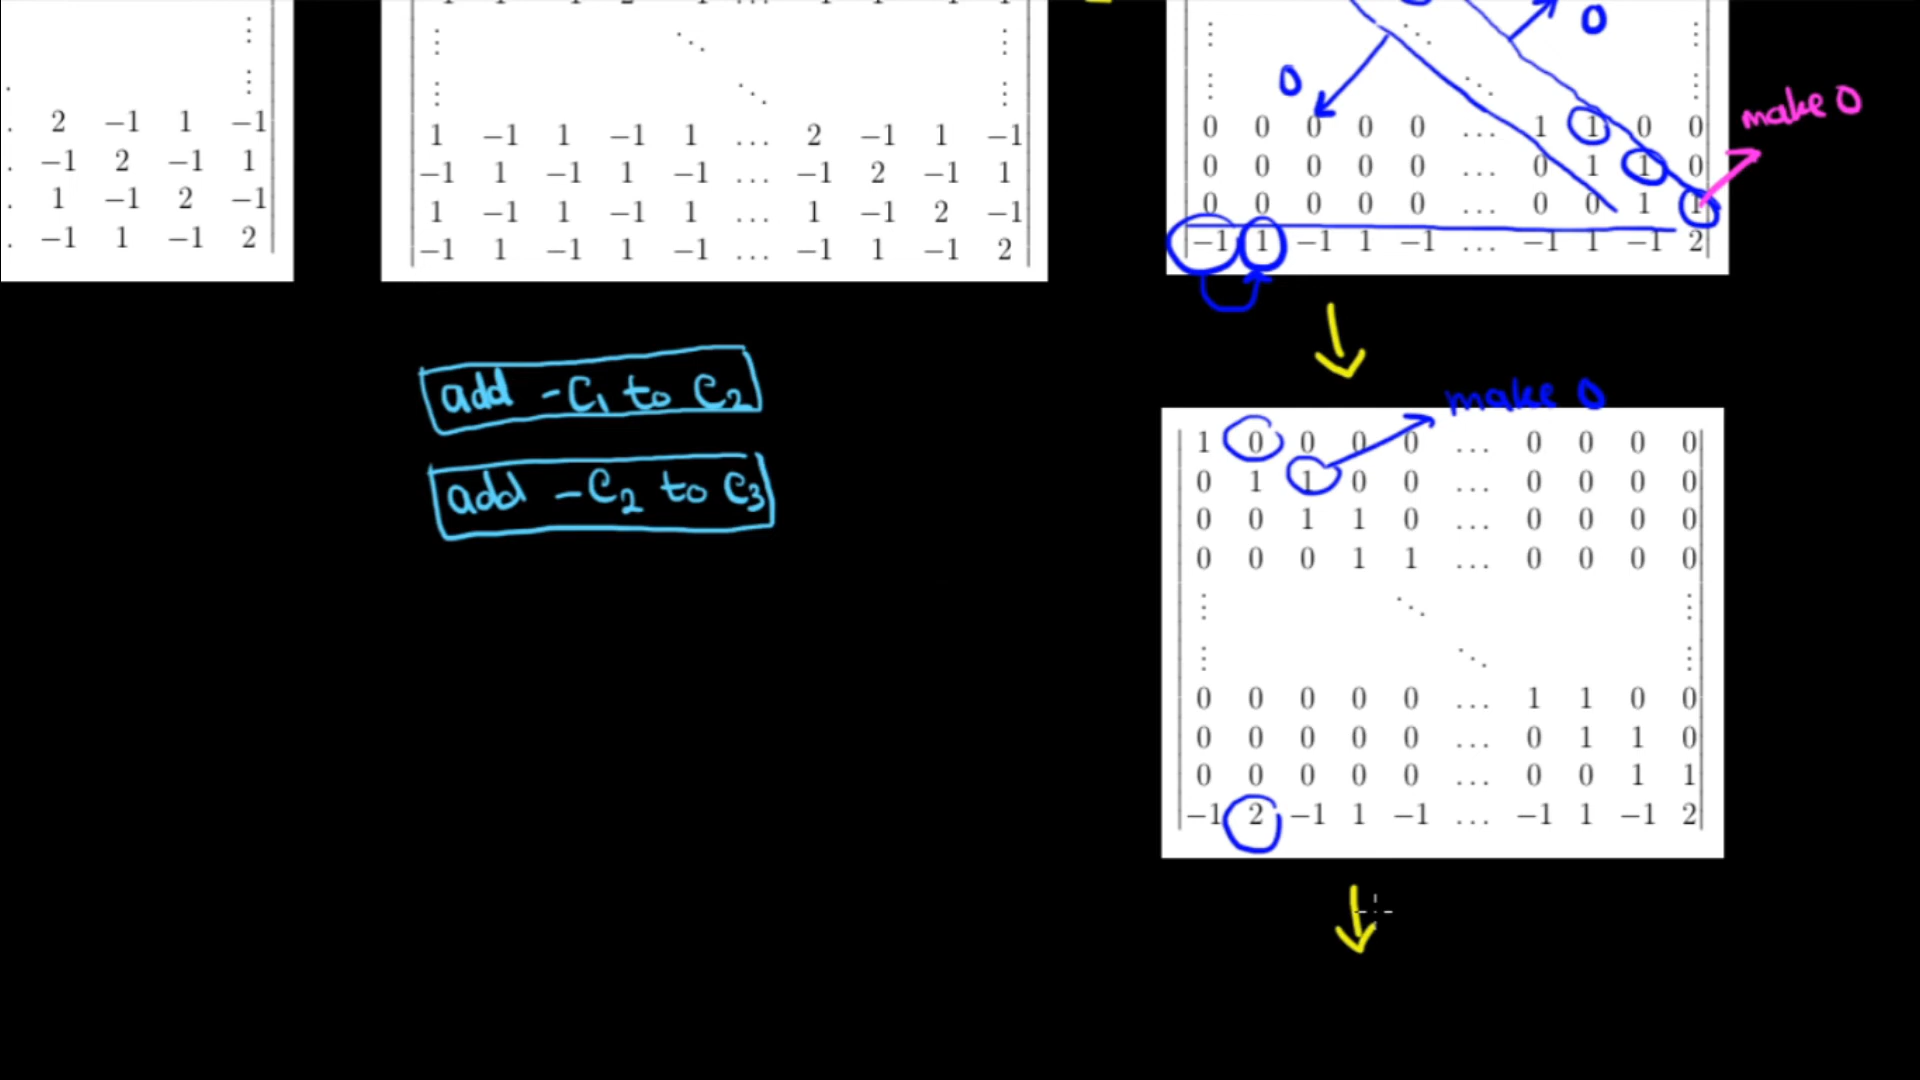 ⋮
⋮
. 2 −1 1 −1
. −1 2 −1 1
. 1 −1 2 −1
. −1 1 −1 2
⋮ ⋱ ⋮
⋮ ⋱ ⋮
1 −1 1 −1 1 … 2 −1 1 −1
−1 1 −1 1 −1 … −1 2 −1 1
1 −1 1 −1 1 … 1 −1 2 −1
−1 1 −1 1 −1 … −1 1 −1 2
0
⋮ ⋱ ⋮
0
⋮ ⋱ ⋮
make 0
0 0 0 0 0 … 1 1 0 0
0 0 0 0 0 … 0 1 1 0
0 0 0 0 0 … 0 0 1 1
−1 1 −1 1 −1 … −1 1 −1 2
add -C₁ to C₂
add -C₂ to C₃
make 0
1 0 0 0 0 … 0 0 0 0
0 1 1 0 0 … 0 0 0 0
0 0 1 1 0 … 0 0 0 0
0 0 0 1 1 … 0 0 0 0
⋮ ⋱ ⋮
⋮ ⋱ ⋮
0 0 0 0 0 … 1 1 0 0
0 0 0 0 0 … 0 1 1 0
0 0 0 0 0 … 0 0 1 1
−1 2 −1 1 −1 … −1 1 −1 2